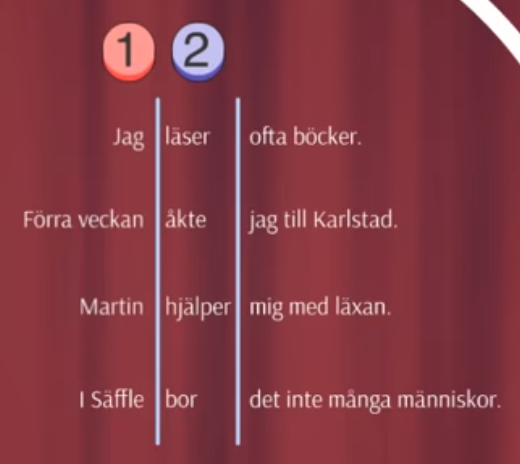 1 2
Jag läser ofta böcker.
Förra veckan åkte jag till Karlstad.
Martin hjälper mig med läxan.
I Säffle bor det inte många människor.